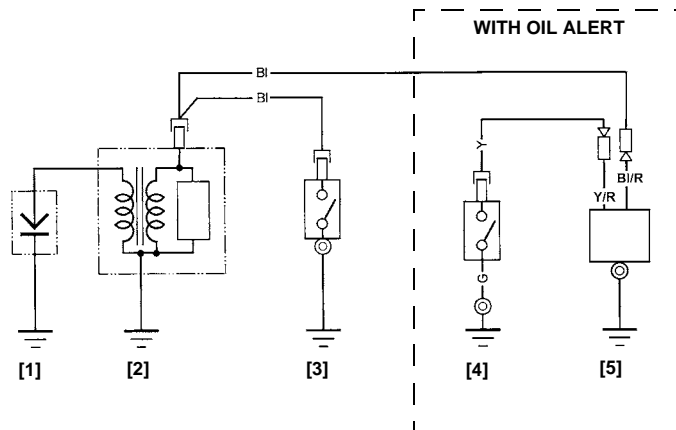 WITH OIL ALERT
Bl
Bl
Y
Bl/R
Y/R
G
[1] [2] [3] [4] [5]